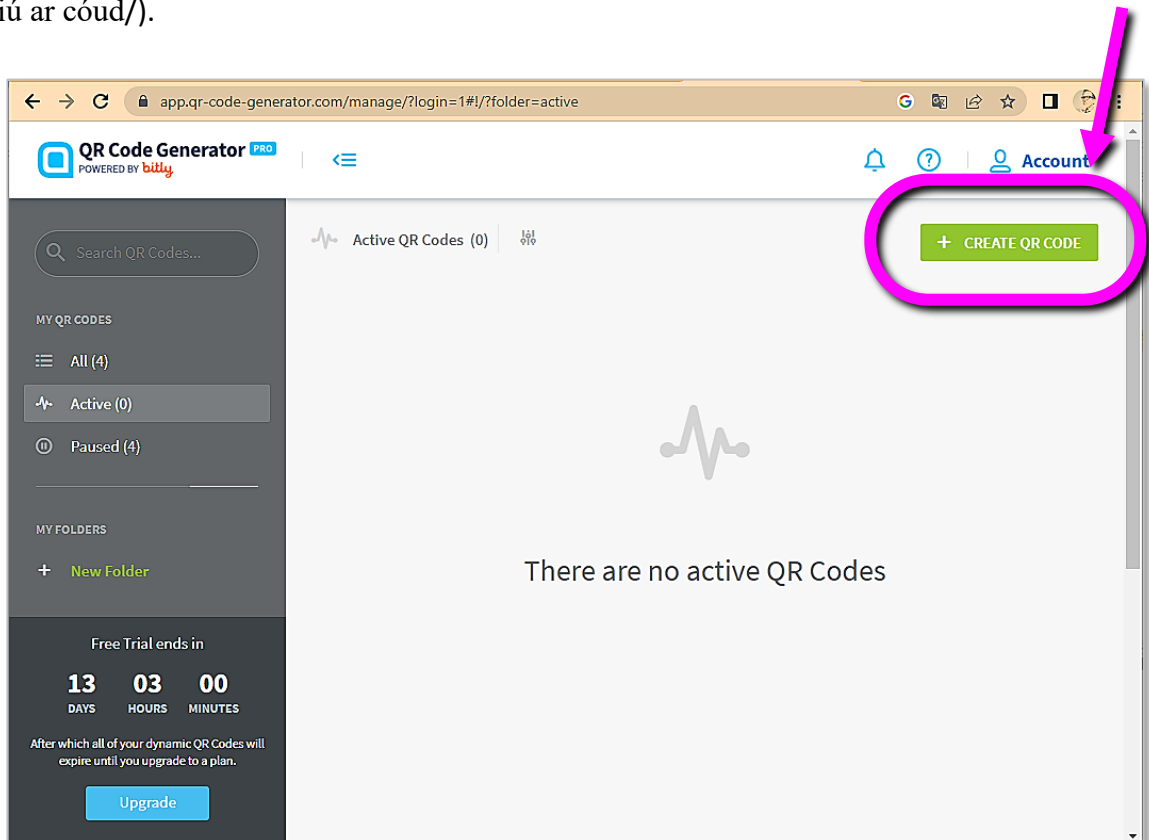 iú ar cóud/).
app.qr-code-generator.com/manage/?login=1#!/?folder=active
QR Code Generator PRO
POWERED BY bitly
Account
Search QR Codes...
Active QR Codes (0)
+ CREATE QR CODE
MY QR CODES
All (4)
Active (0)
Paused (4)
MY FOLDERS
+ New Folder
There are no active QR Codes
Free Trial ends in
13 03 00
DAYS HOURS MINUTES
After which all of your dynamic QR Codes will
expire until you upgrade to a plan.
Upgrade